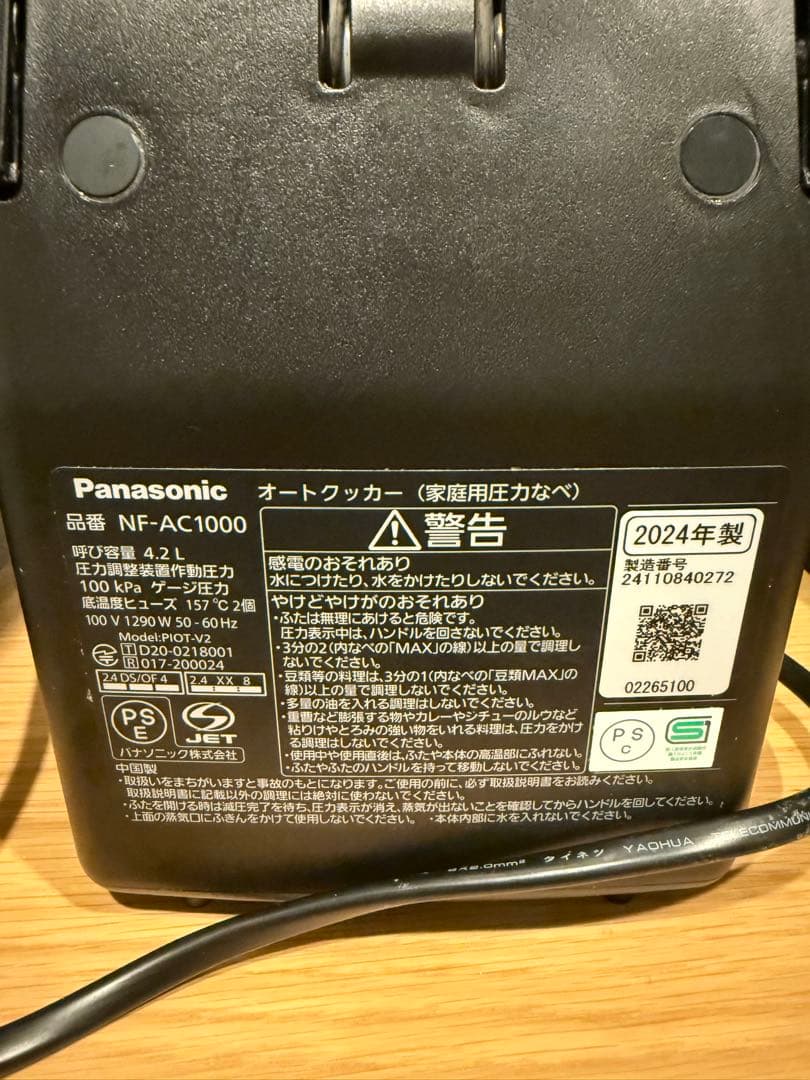 Panasonic オートクッカー（家庭用圧力なべ）
品番 NF-AC1000
呼び容量 4.2 L
圧力調整装置作動圧力
100 kPa ゲージ圧力
底温度ヒューズ 157℃ 2個
100 V 1290 W 50 - 60 Hz
Model:PIOT-V2
T D20-0218001
R 017-200024
2.4 DS/OF 4
2.4 XX 8
PS
E
S
JET
パナソニック株式会社
警告
感電のおそれあり
水につけたり、水をかけたりしないでください。
やけどやけがのおそれあり
・ふたは無理にあけると危険です。
圧力表示中は、ハンドルを回さないでください。
・3分の2(内なべの「MAX」の線)以上の量で調理し
ないでください。
・豆類等の料理は、3分の1(内なべの「豆類MAX」の
線)以上の量で調理しないでください。
・多量の油を入れる調理はしないでください。
・重曹など膨張する物やカレーやシチューのルウなど
粘りけやとろみの強い物をいれる料理は、圧力をかけ
る調理はしないでください。
・使用中や使用直後は、ふたや本体の高温部にふれない。
・ふたやふたのハンドルを持って移動しないでください。
2024年製
製造番号
24110840272
02265100
PS
C
S
中国製
・取扱いをまちがいますと事故のもとになります。ご使用の前に、必ず取扱説明書をお読みください。
取扱説明書に記載以外の調理には絶対に使わないでください。
・ふたを開ける時は減圧完了を待ち、圧力表示が消え、蒸気が出ないことを確認してからハンドルを回してください。
・上面の蒸気口にふきんをかけて使用しないでください。 ・本体内部に水を入れないでください。
2.0mm² タイネツ YAOHUA TELECOMMUNI